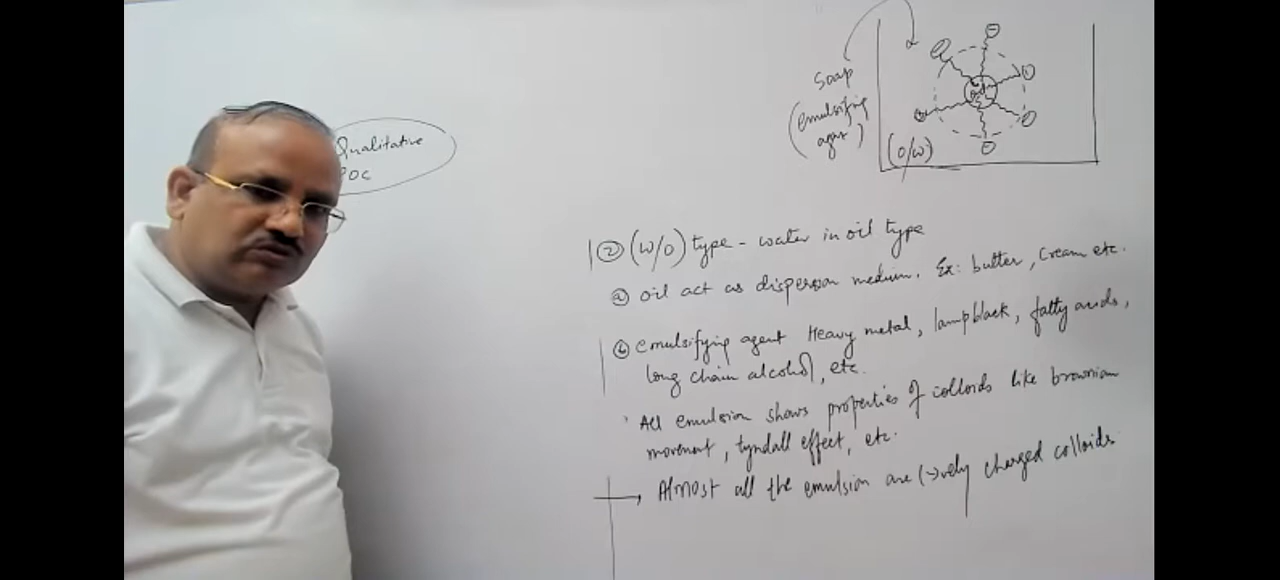 Qualitative
POC
Soap
(emulsifying
agar)
Oil
(O/W)
② (W/O) type - water in oil type
ⓐ oil act as dispersion medium. Ex: butter, cream etc.
ⓑ emulsifying agent Heavy metal, lampblack, fatty acids,
long chain alcohol, etc.
All emulsion shows properties of colloids like brownian
movement, tyndall effect, etc.
→ Almost all the emulsion are (-)vely charged colloids